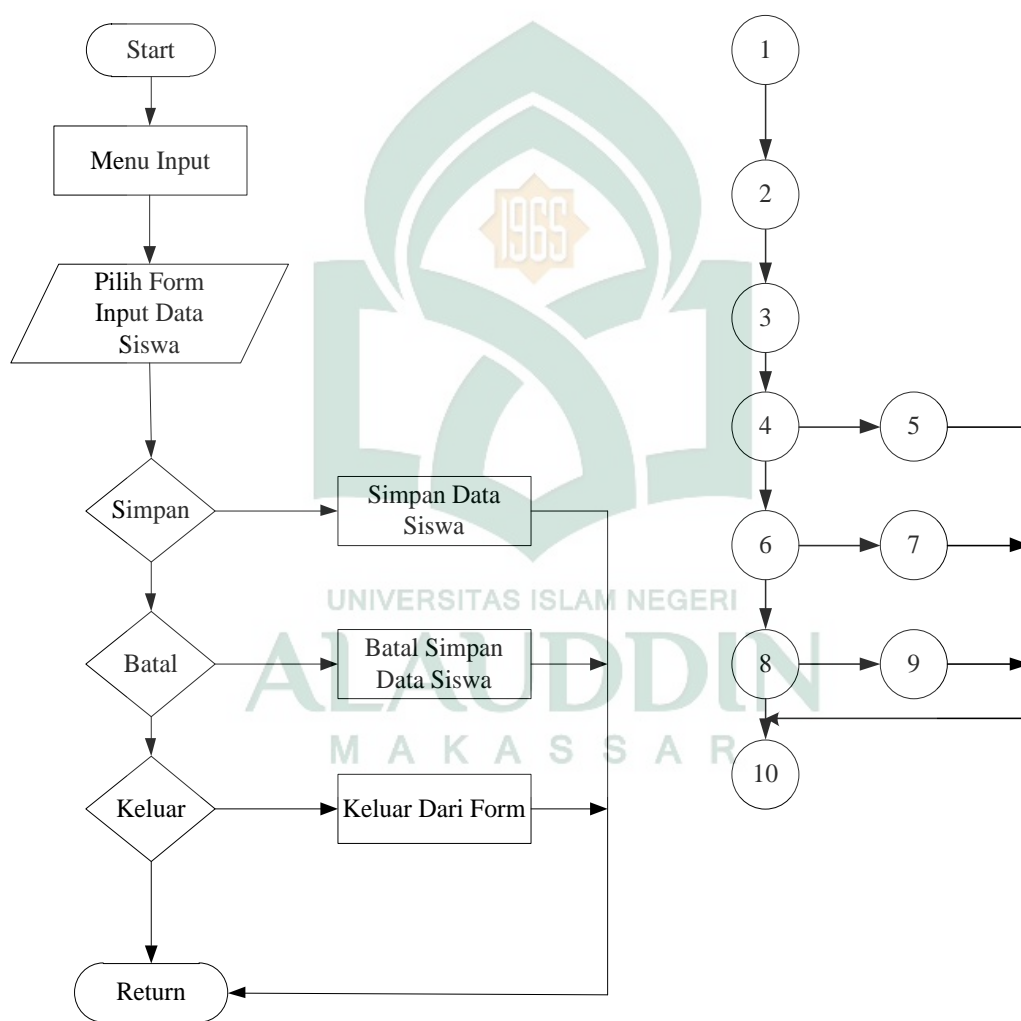 Start
Menu Input
Pilih Form
Input Data
Siswa
Simpan
Simpan Data
Siswa
Batal
Batal Simpan
Data Siswa
Keluar
Keluar Dari Form
Return
1
2
3
4
5
6
7
8
9
10
1965
UNIVERSITAS ISLAM NEGERI
ALAUDDIN
MAKASSAR